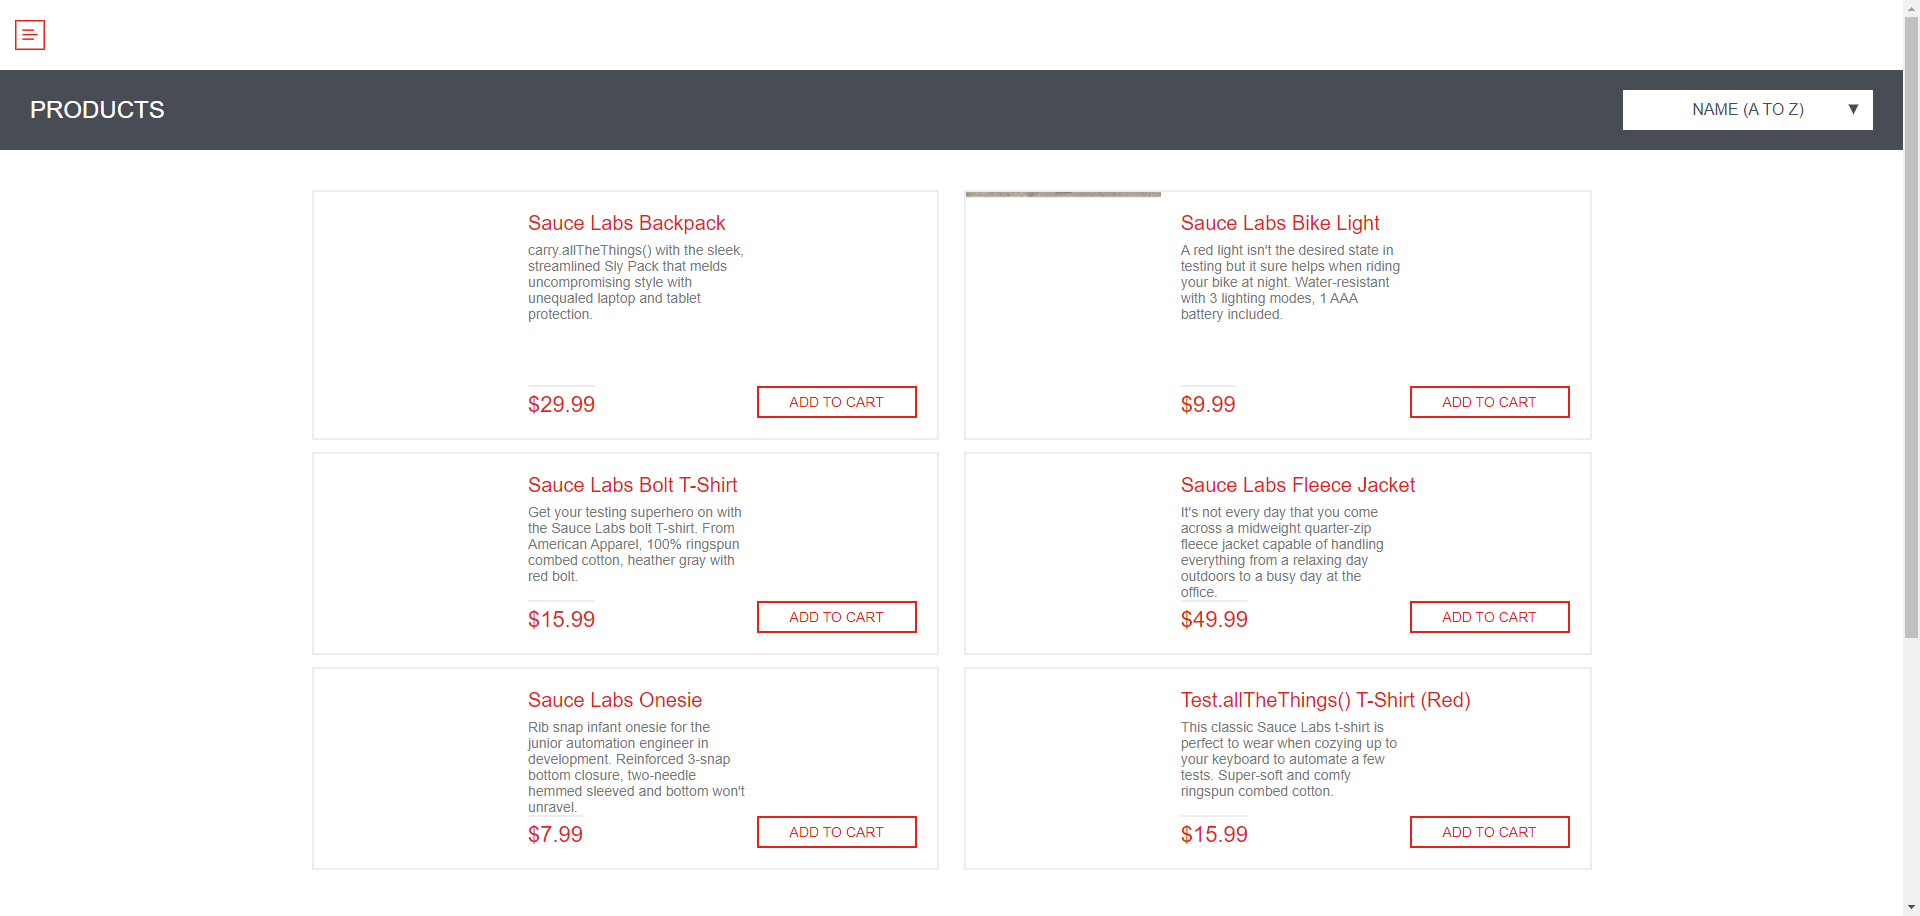 PRODUCTS
NAME (A TO Z) ▼
Sauce Labs Backpack
carry.allTheThings() with the sleek,
streamlined Sly Pack that melds
uncompromising style with
unequaled laptop and tablet
protection.
$29.99
ADD TO CART
Sauce Labs Bike Light
A red light isn't the desired state in
testing but it sure helps when riding
your bike at night. Water-resistant
with 3 lighting modes, 1 AAA
battery included.
$9.99
ADD TO CART
Sauce Labs Bolt T-Shirt
Get your testing superhero on with
the Sauce Labs bolt T-shirt. From
American Apparel, 100% ringspun
combed cotton, heather gray with
red bolt.
$15.99
ADD TO CART
Sauce Labs Fleece Jacket
It's not every day that you come
across a midweight quarter-zip
fleece jacket capable of handling
everything from a relaxing day
outdoors to a busy day at the
office.
$49.99
ADD TO CART
Sauce Labs Onesie
Rib snap infant onesie for the
junior automation engineer in
development. Reinforced 3-snap
bottom closure, two-needle
hemmed sleeved and bottom won't
unravel.
$7.99
ADD TO CART
Test.allTheThings() T-Shirt (Red)
This classic Sauce Labs t-shirt is
perfect to wear when cozying up to
your keyboard to automate a few
tests. Super-soft and comfy
ringspun combed cotton.
$15.99
ADD TO CART